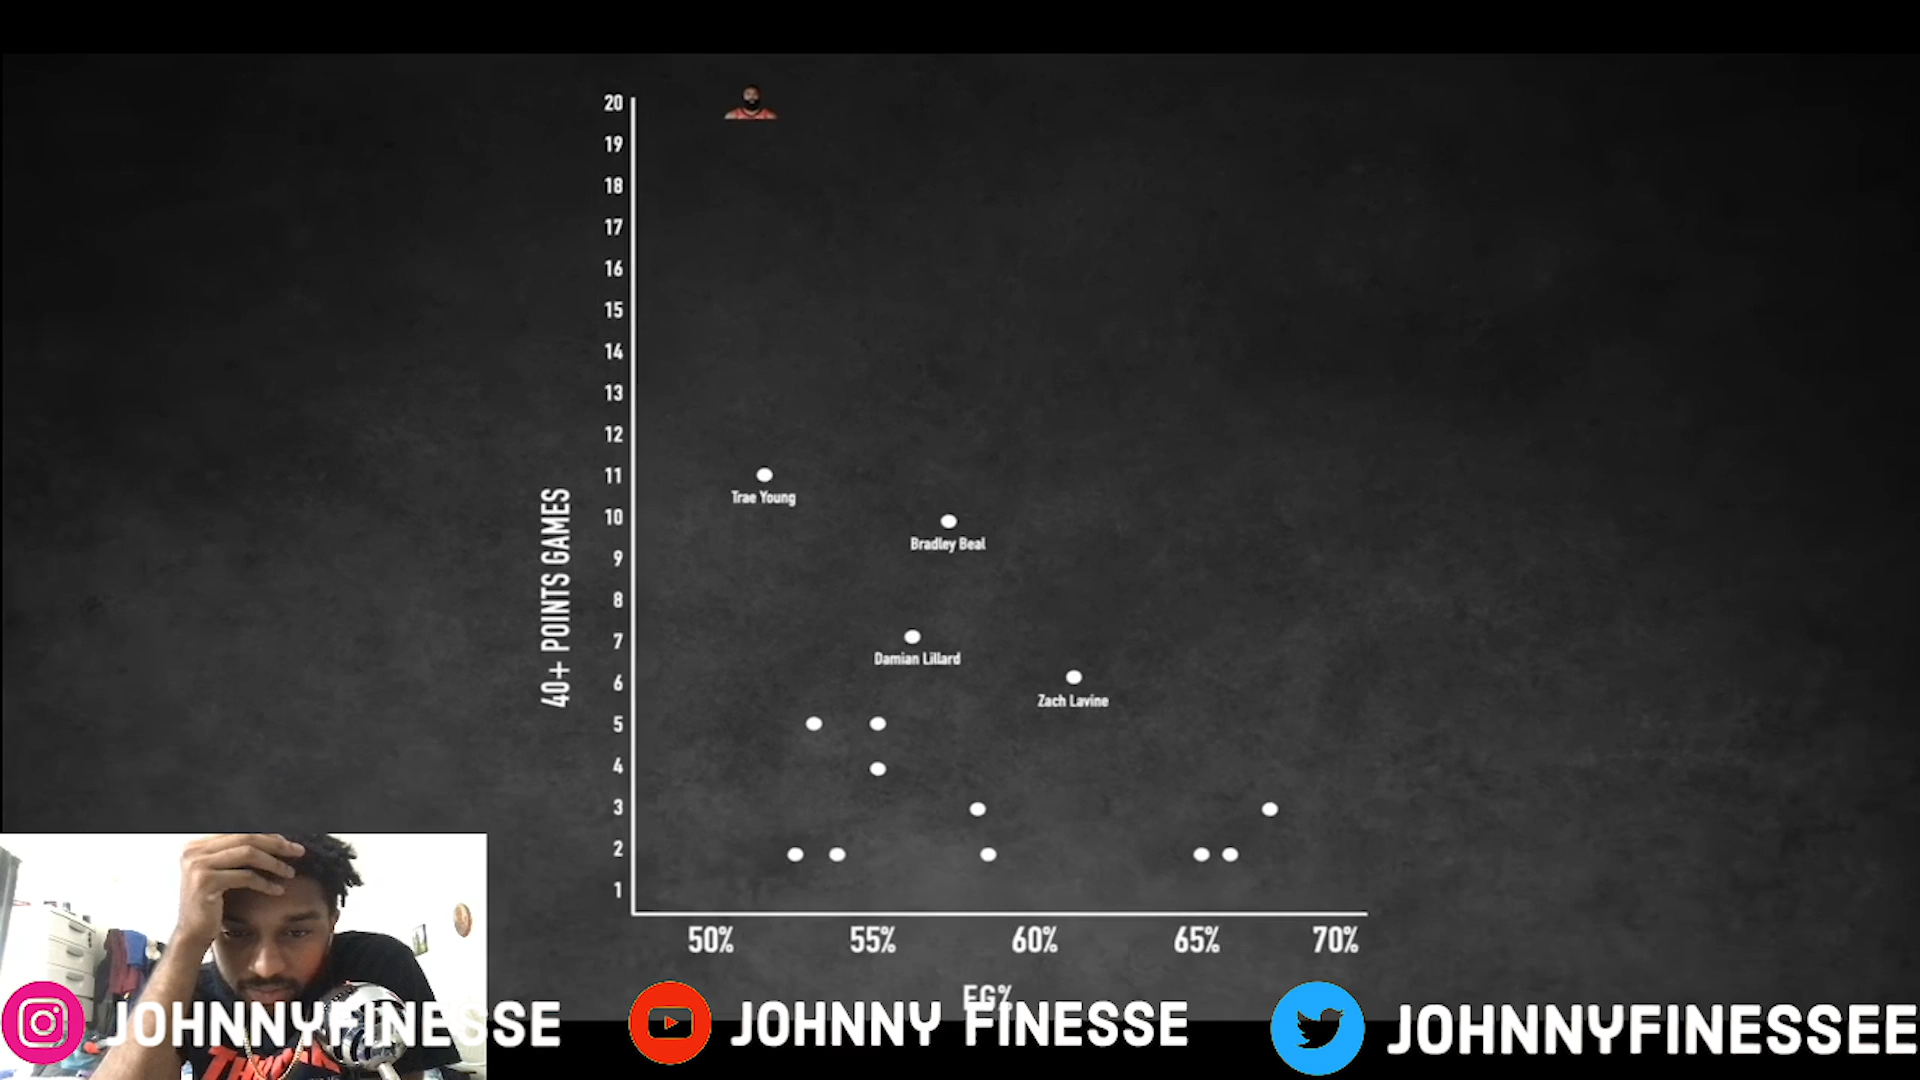 20
19
18
17
16
15
14
13
12
11
Trae Young
10
Bradley Beal
9
8
7
Damian Lillard
6
Zach Lavine
5
4
3
2
1
40+ POINTS GAMES
50% 55% 60% 65% 70%
FG%
JOHNNYFINESSE
JOHNNY FINESSE
JOHNNYFINESSEE